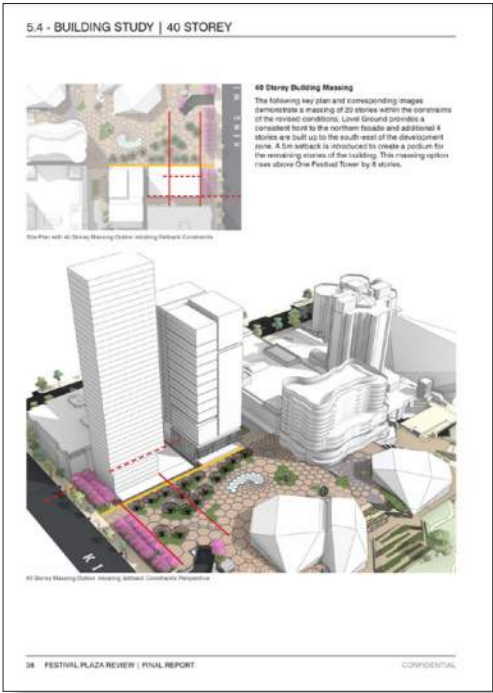 5.4 - BUILDING STUDY | 40 STOREY
40 Storey Building Massing
The following key plan and corresponding images
demonstrate a massing of 20 stories within the constraints
of the revised conditions. Level Ground provides a
consistent front to the northern facade and additional 4
stories are built up to the south-east of the development
zone. A 5m setback is introduced to create a podium for
the remaining stories of the building. This massing option
rises above One Festival Tower by 8 stories.
KING WI
Site Plan with 40 Storey Massing Option Inlcating Setback Constraints
KI
40 Storey Massing Option Inlcating Setback Constraints Perspective
38 FESTIVAL PLAZA REVIEW | FINAL REPORT
CONFIDENTIAL